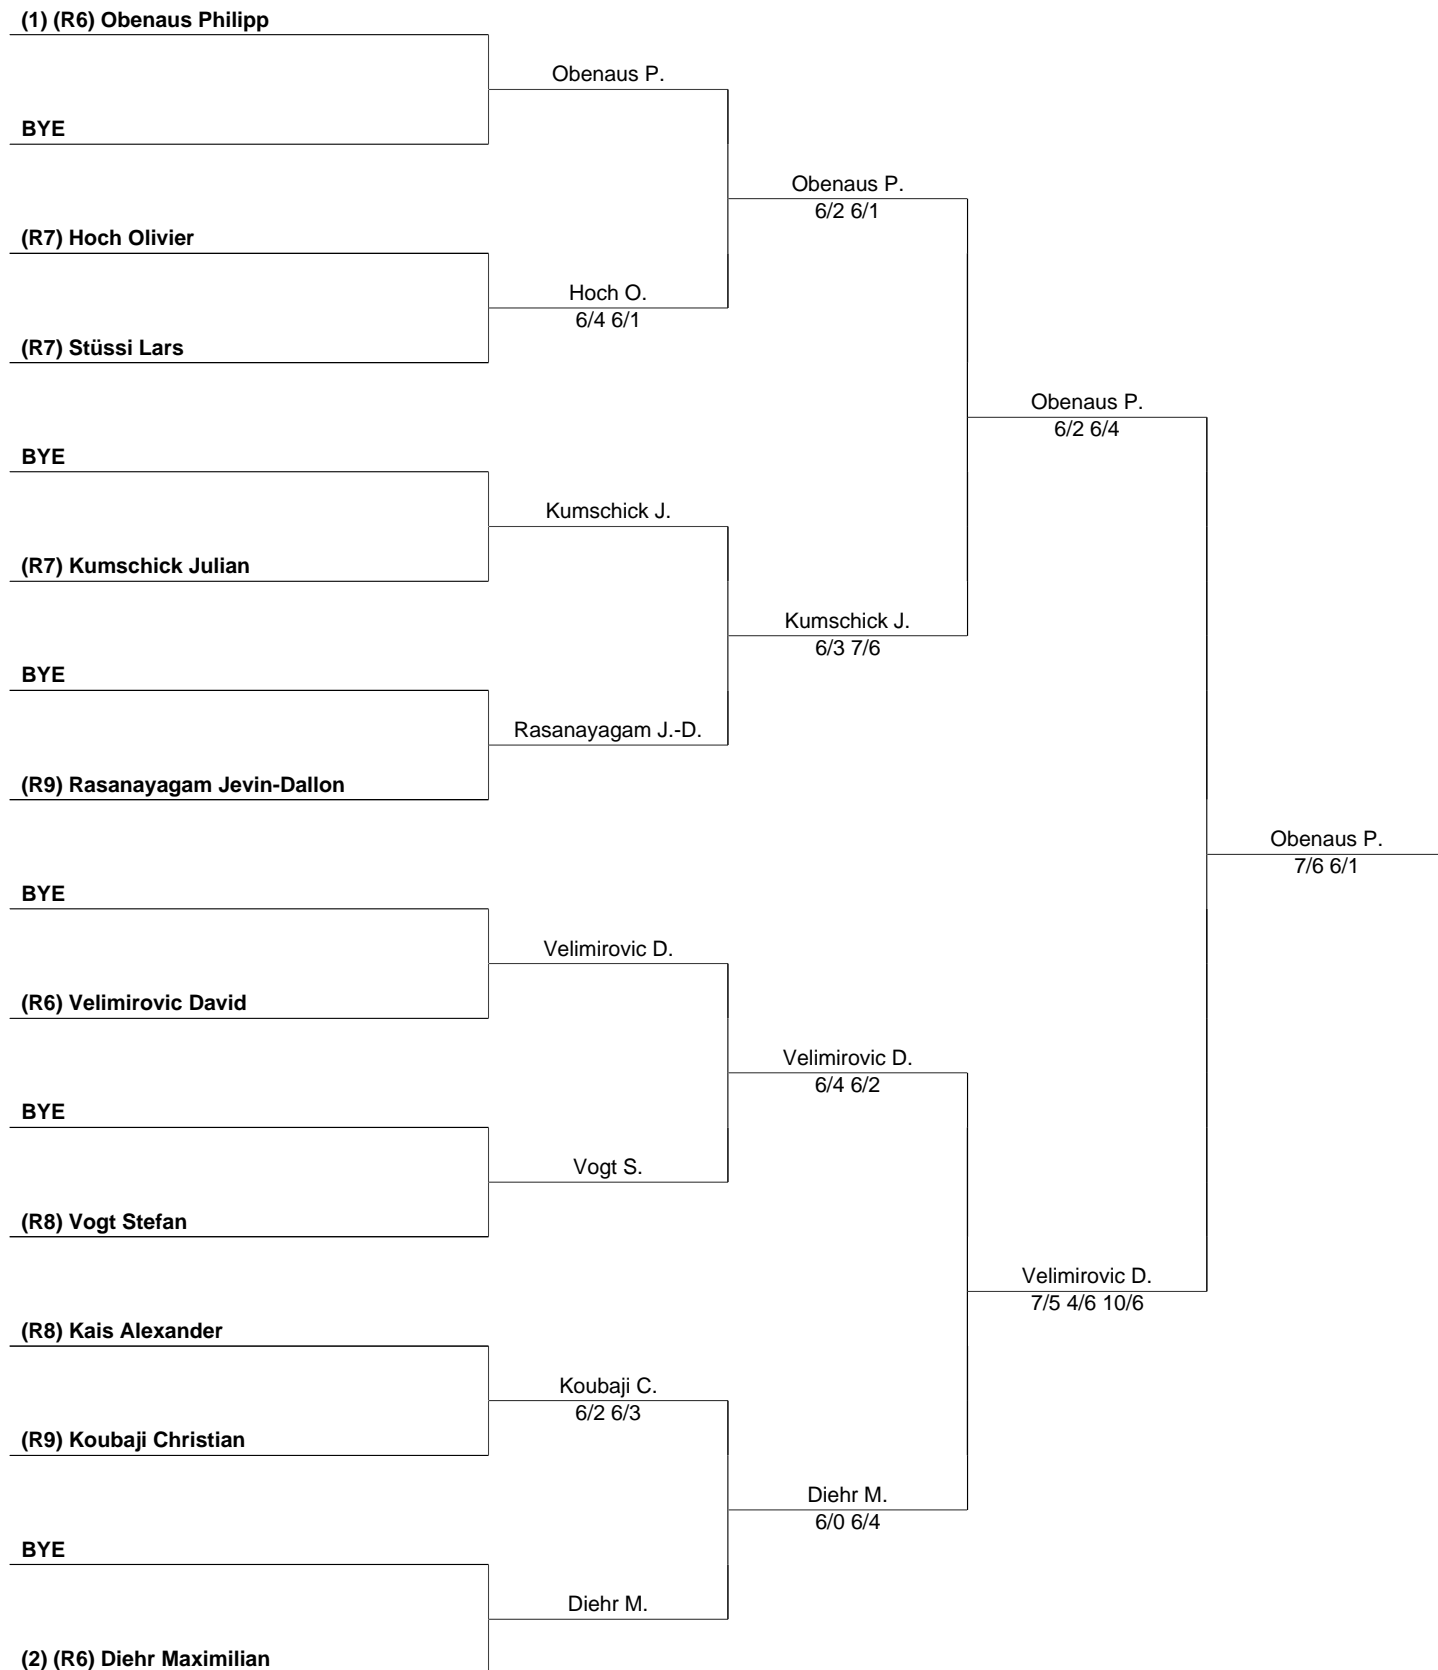 (1) (R6) Obenaus Philipp
Obenaus P.
BYE
Obenaus P.
6/2 6/1
(R7) Hoch Olivier
Hoch O.
6/4 6/1
(R7) Stüssi Lars
Obenaus P.
6/2 6/4
BYE
Kumschick J.
(R7) Kumschick Julian
Kumschick J.
6/3 7/6
BYE
Rasanayagam J.-D.
(R9) Rasanayagam Jevin-Dallon
Obenaus P.
7/6 6/1
BYE
Velimirovic D.
(R6) Velimirovic David
Velimirovic D.
6/4 6/2
BYE
Vogt S.
(R8) Vogt Stefan
Velimirovic D.
7/5 4/6 10/6
(R8) Kais Alexander
Koubaji C.
6/2 6/3
(R9) Koubaji Christian
Diehr M.
6/0 6/4
BYE
Diehr M.
(2) (R6) Diehr Maximilian